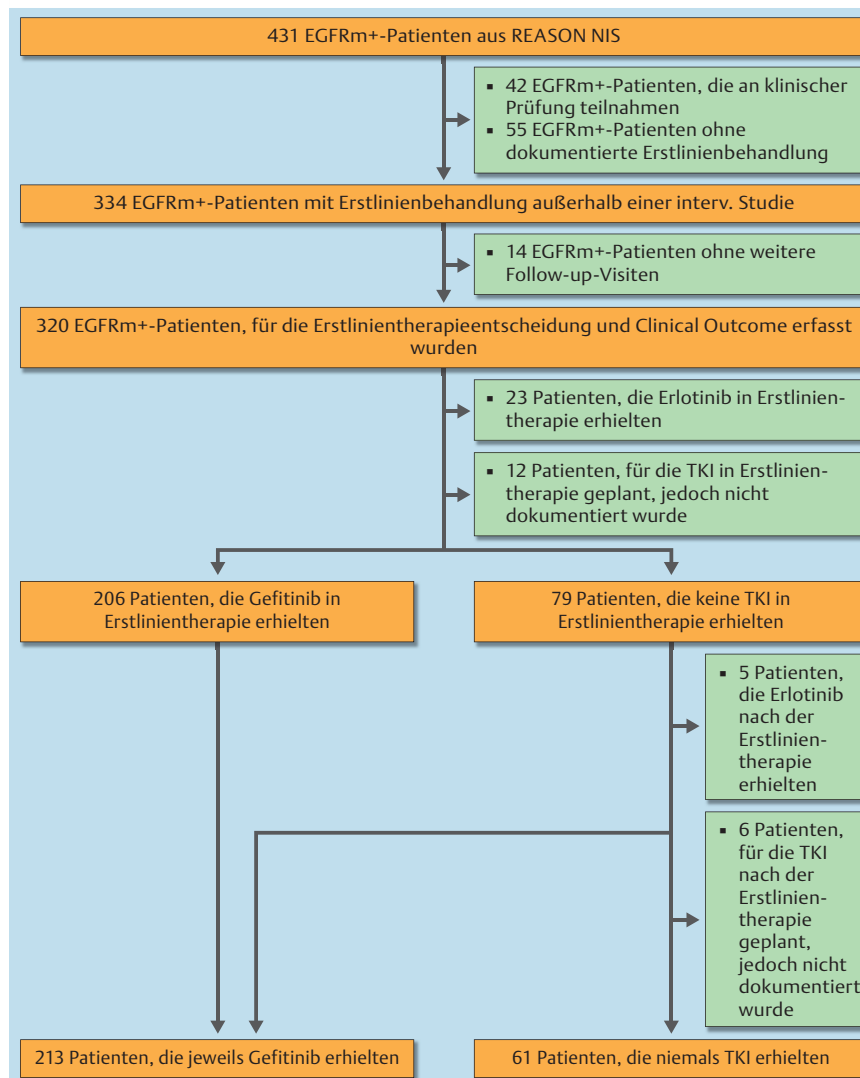 431 EGFRm+-Patienten aus REASON NIS
▪ 42 EGFRm+-Patienten, die an klinischer
Prüfung teilnahmen
▪ 55 EGFRm+-Patienten ohne
dokumentierte Erstlinienbehandlung
334 EGFRm+-Patienten mit Erstlinienbehandlung außerhalb einer interv. Studie
▪ 14 EGFRm+-Patienten ohne weitere
Follow-up-Visiten
320 EGFRm+-Patienten, für die Erstlinientherapieentscheidung und Clinical Outcome erfasst
wurden
▪ 23 Patienten, die Erlotinib in Erstlinien-
therapie erhielten
▪ 12 Patienten, für die TKI in Erstlinien-
therapie geplant, jedoch nicht
dokumentiert wurde
206 Patienten, die Gefitinib in
Erstlinientherapie erhielten
79 Patienten, die keine TKI in
Erstlinientherapie erhielten
▪ 5 Patienten,
die Erlotinib
nach der
Erstlinien-
therapie
erhielten
▪ 6 Patienten,
für die TKI
nach der
Erstlinien-
therapie
geplant,
jedoch nicht
dokumentiert
wurde
213 Patienten, die jeweils Gefitinib erhielten
61 Patienten, die niemals TKI erhielten